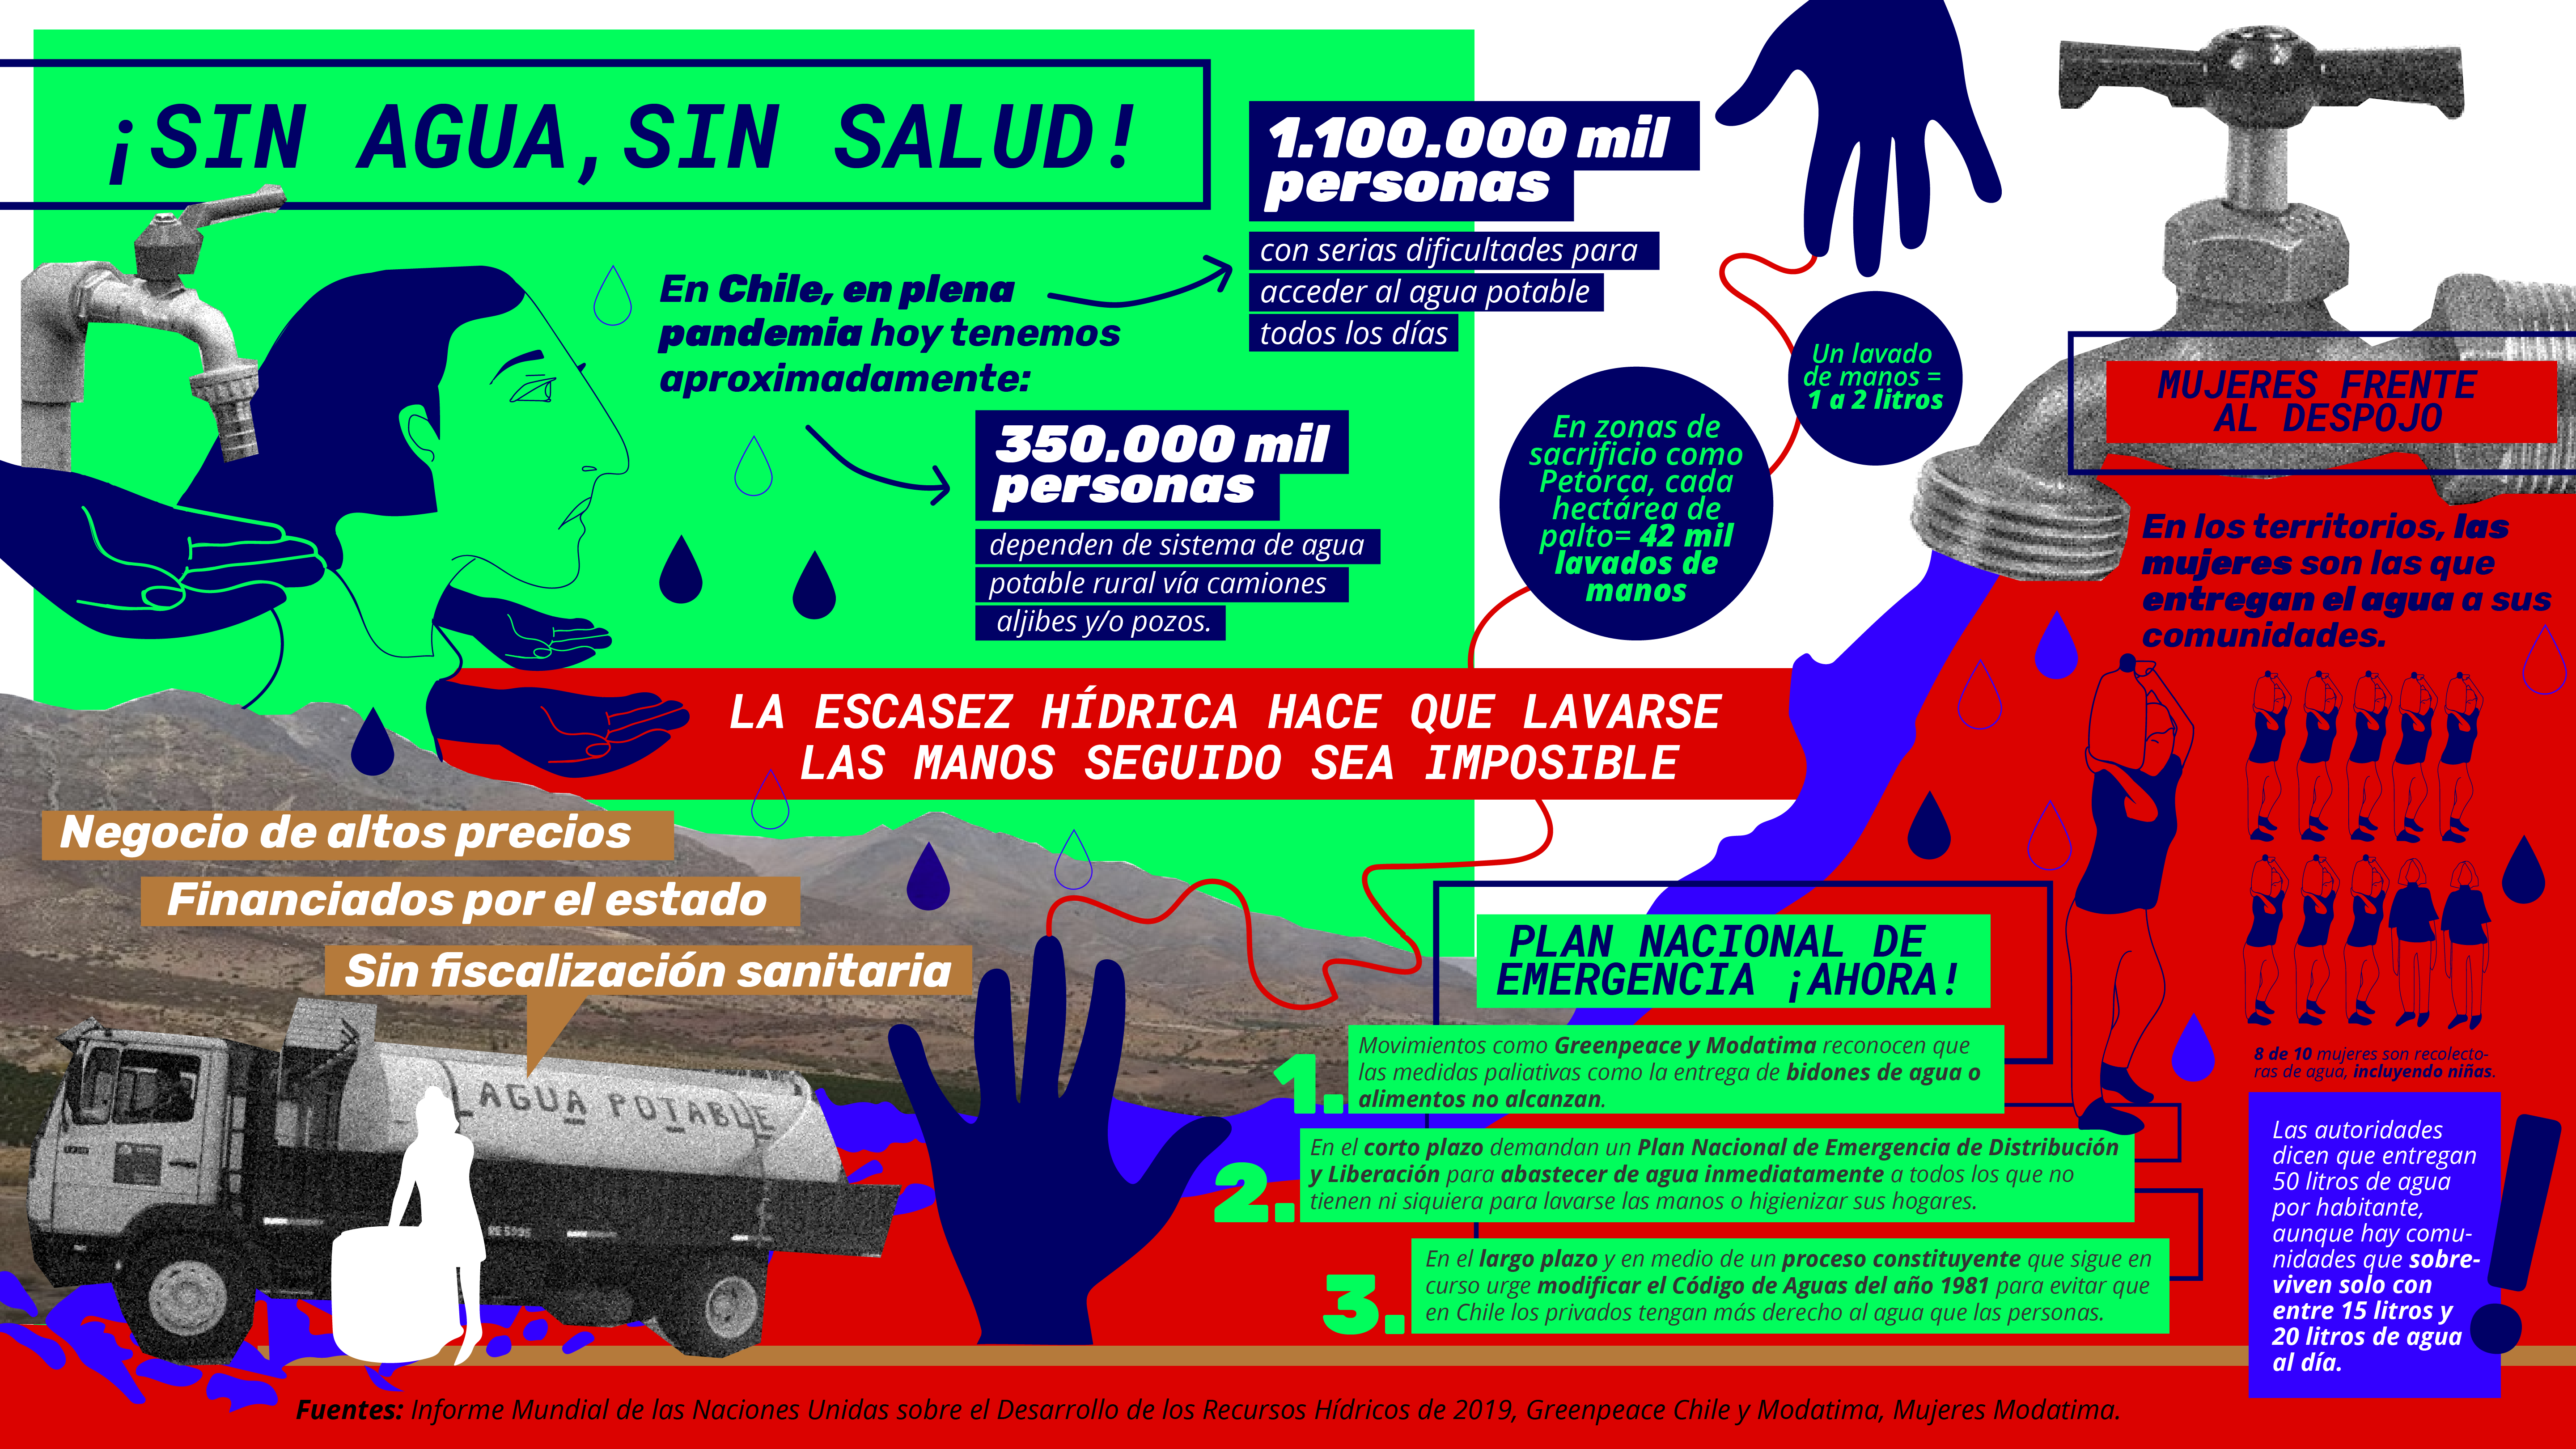 ¡SIN AGUA,SIN SALUD!
En Chile, en plena
pandemia hoy tenemos
aproximadamente:
1.100.000 mil
personas
con serias dificultades para
acceder al agua potable
todos los días
350.000 mil
personas
dependen de sistema de agua
potable rural vía camiones
aljibes y/o pozos.
Un lavado
de manos =
1 a 2 litros
En zonas de
sacrificio como
Petorca, cada
hectárea de
palto= 42 mil
lavados de
manos
LA ESCASEZ HÍDRICA HACE QUE LAVARSE
LAS MANOS SEGUIDO SEA IMPOSIBLE
MUJERES FRENTE
AL DESPOJO
En los territorios, las
mujeres son las que
entregan el agua a sus
comunidades.
8 de 10 mujeres son recolecto-
ras de agua, incluyendo niñas.
Las autoridades
dicen que entregan
50 litros de agua
por habitante,
aunque hay comu-
nidades que sobre-
viven solo con
entre 15 litros y
20 litros de agua
al día.
Negocio de altos precios
Financiados por el estado
Sin fiscalización sanitaria
AGUA POTABLE
PLAN NACIONAL DE
EMERGENCIA ¡AHORA!
1.
Movimientos como Greenpeace y Modatima reconocen que
las medidas paliativas como la entrega de bidones de agua o
alimentos no alcanzan.
2.
En el corto plazo demandan un Plan Nacional de Emergencia de Distribución
y Liberación para abastecer de agua inmediatamente a todos los que no
tienen ni siquiera para lavarse las manos o higienizar sus hogares.
3.
En el largo plazo y en medio de un proceso constituyente que sigue en
curso urge modificar el Código de Aguas del año 1981 para evitar que
en Chile los privados tengan más derecho al agua que las personas.
Fuentes: Informe Mundial de las Naciones Unidas sobre el Desarrollo de los Recursos Hídricos de 2019, Greenpeace Chile y Modatima, Mujeres Modatima.